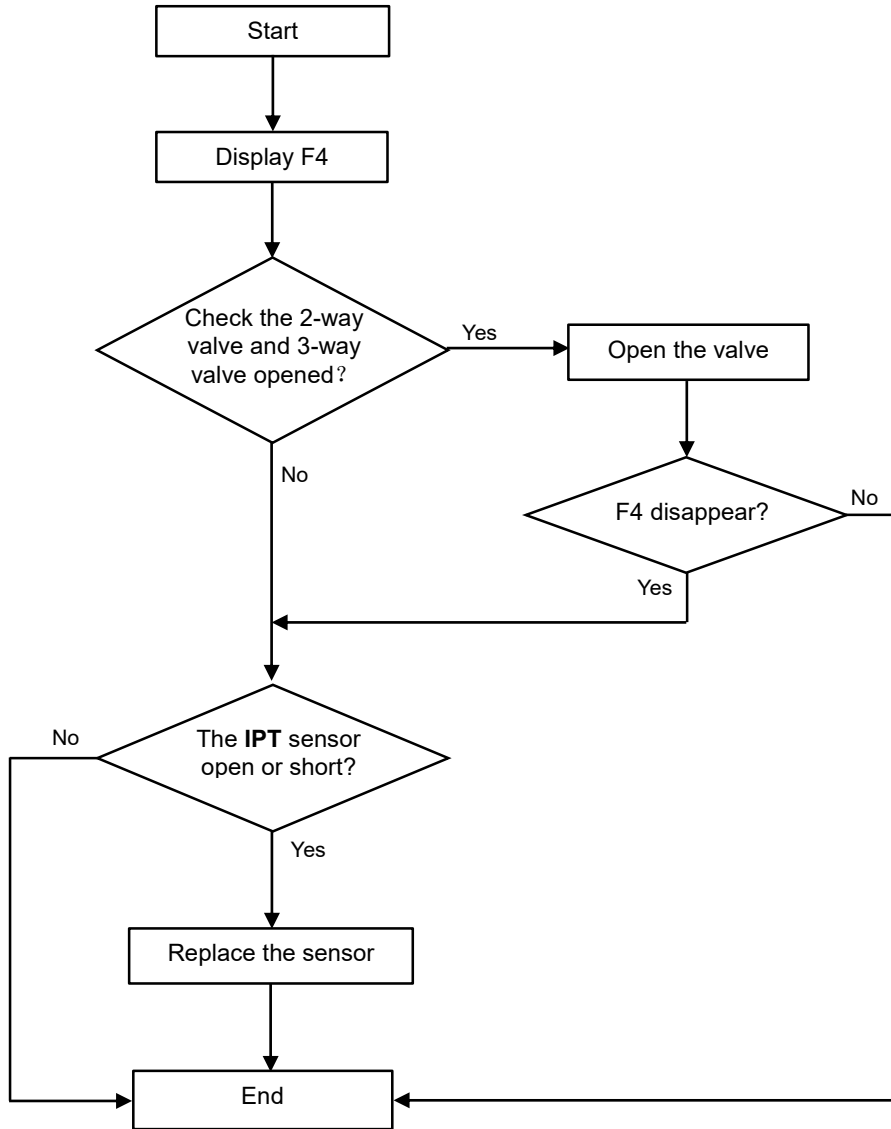 Start
Display F4
Check the 2-way
valve and 3-way
valve opened？
Yes
Open the valve
No
F4 disappear?
No
Yes
No
The IPT sensor
open or short?
Yes
Replace the sensor
End